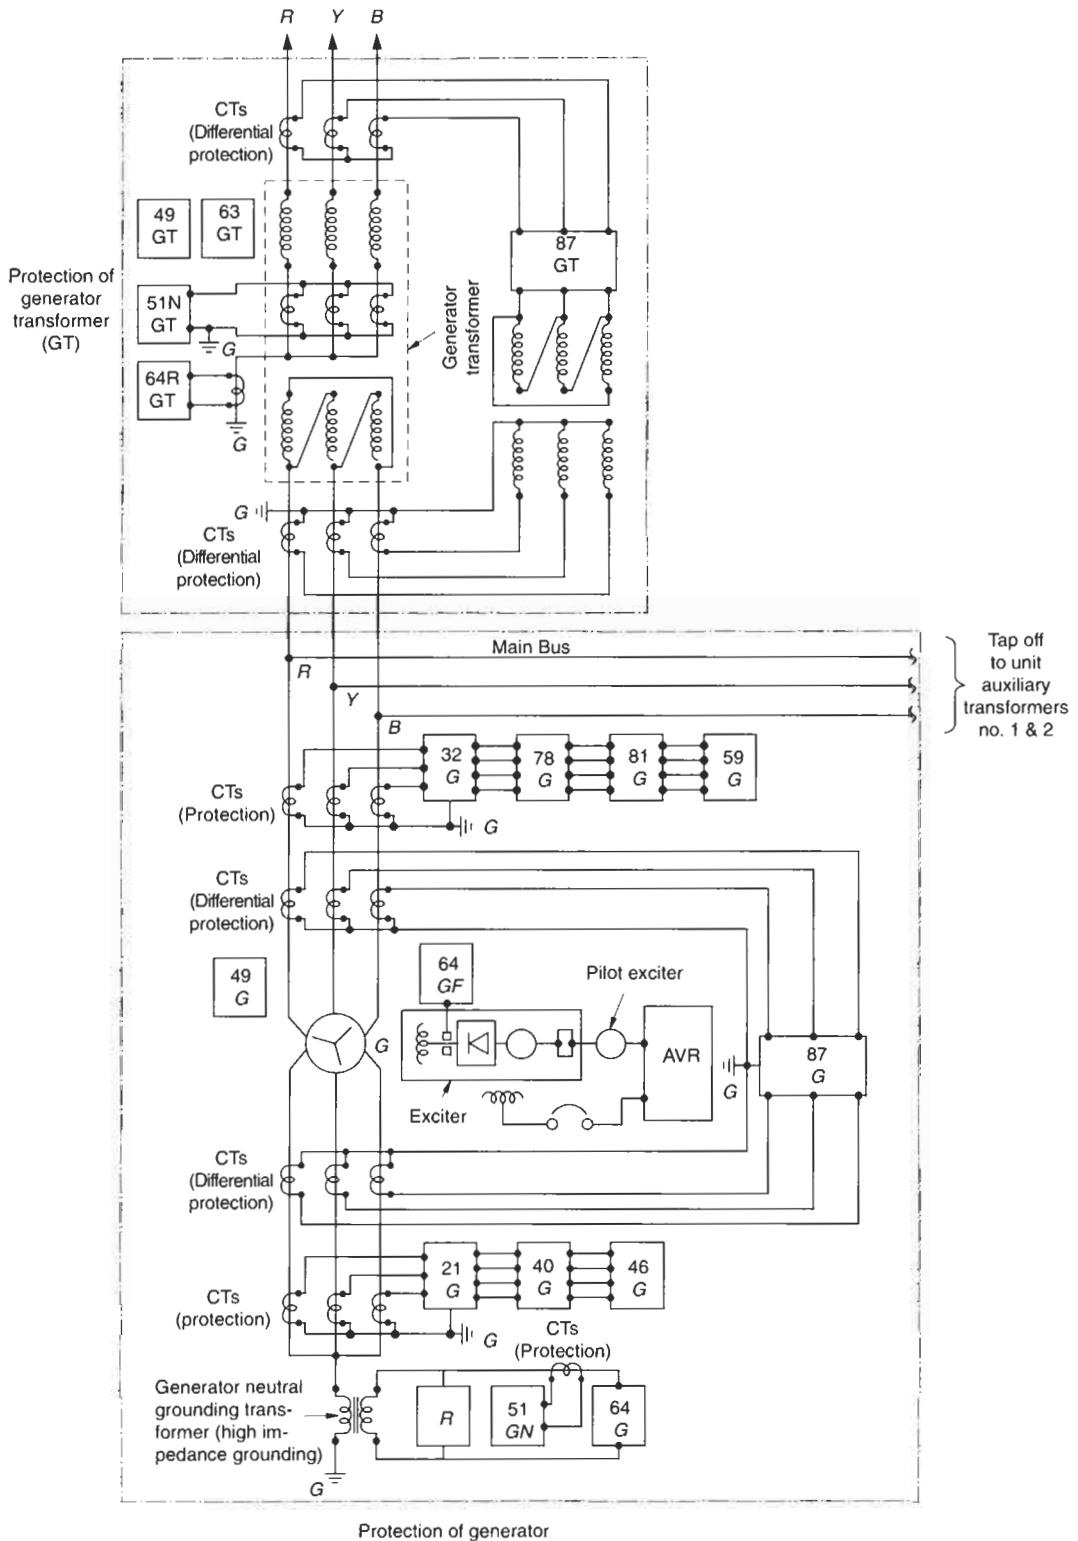 R Y B
CTs
(Differential
protection)
49
GT
63
GT
87
GT
Protection of
generator
transformer
(GT)
51N
GT
G
Generator
transformer
64R
GT
G
G
CTs
(Differential
protection)
Main Bus
R
Y
B
Tap off
to unit
auxiliary
transformers
no. 1 & 2
32
G
78
G
81
G
59
G
CTs
(Protection)
G
CTs
(Differential
protection)
49
G
64
GF
Pilot exciter
G
AVR
87
G
G
Exciter
CTs
(Differential
protection)
21
G
40
G
46
G
CTs
(protection)
G
CTs
(Protection)
Generator neutral
grounding trans-
former (high im-
pedance grounding)
R
51
GN
64
G
G
Protection of generator